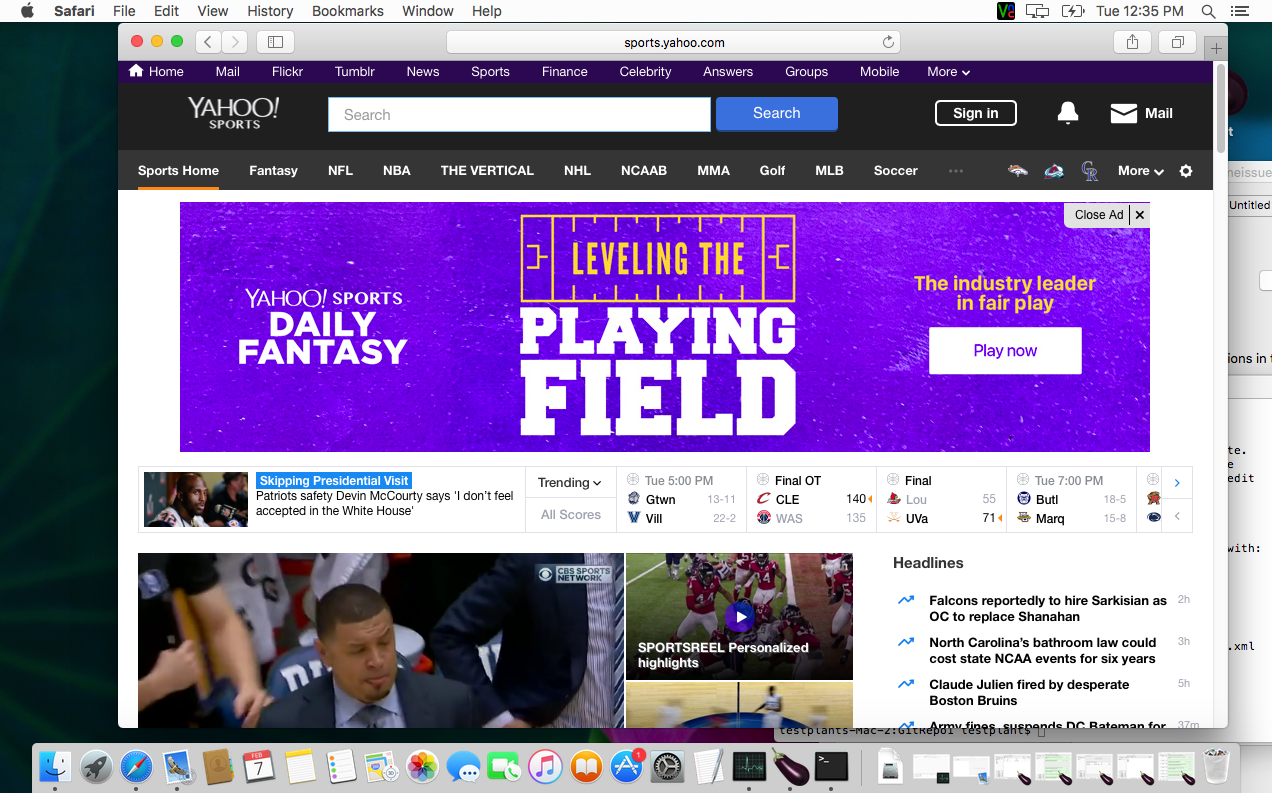 Safari File Edit View History Bookmarks Window Help
Tue 12:35 PM
sports.yahoo.com
Home Mail Flickr Tumblr News Sports Finance Celebrity Answers Groups Mobile More
YAHOO!
SPORTS
Search
Search
Sign in
Mail
Sports Home Fantasy NFL NBA THE VERTICAL NHL NCAAB MMA Golf MLB Soccer ... More
Close Ad
YAHOO! SPORTS
DAILY
FANTASY
LEVELING THE
PLAYING
FIELD
The industry leader
in fair play
Play now
Skipping Presidential Visit
Patriots safety Devin McCourty says 'I don't feel
accepted in the White House'
Trending
All Scores
Tue 5:00 PM
Gtwn 13-11
Vill 22-2
Final OT
CLE 140
WAS 135
Final
Lou 55
UVa 71
Tue 7:00 PM
Butl 18-5
Marq 15-8
CBS SPORTS
NETWORK
SPORTSREEL Personalized
highlights
Headlines
Falcons reportedly to hire Sarkisian as
OC to replace Shanahan
2h
North Carolina's bathroom law could
cost state NCAA events for six years
3h
Claude Julien fired by desperate
Boston Bruins
5h
Army fines, suspends DC Bateman for
37m
neissue
Untitled
ions in t
te.
e
edit
with:
.xml
testplants-Mac-2:GitRepo1 testplant$
FEB
7
1